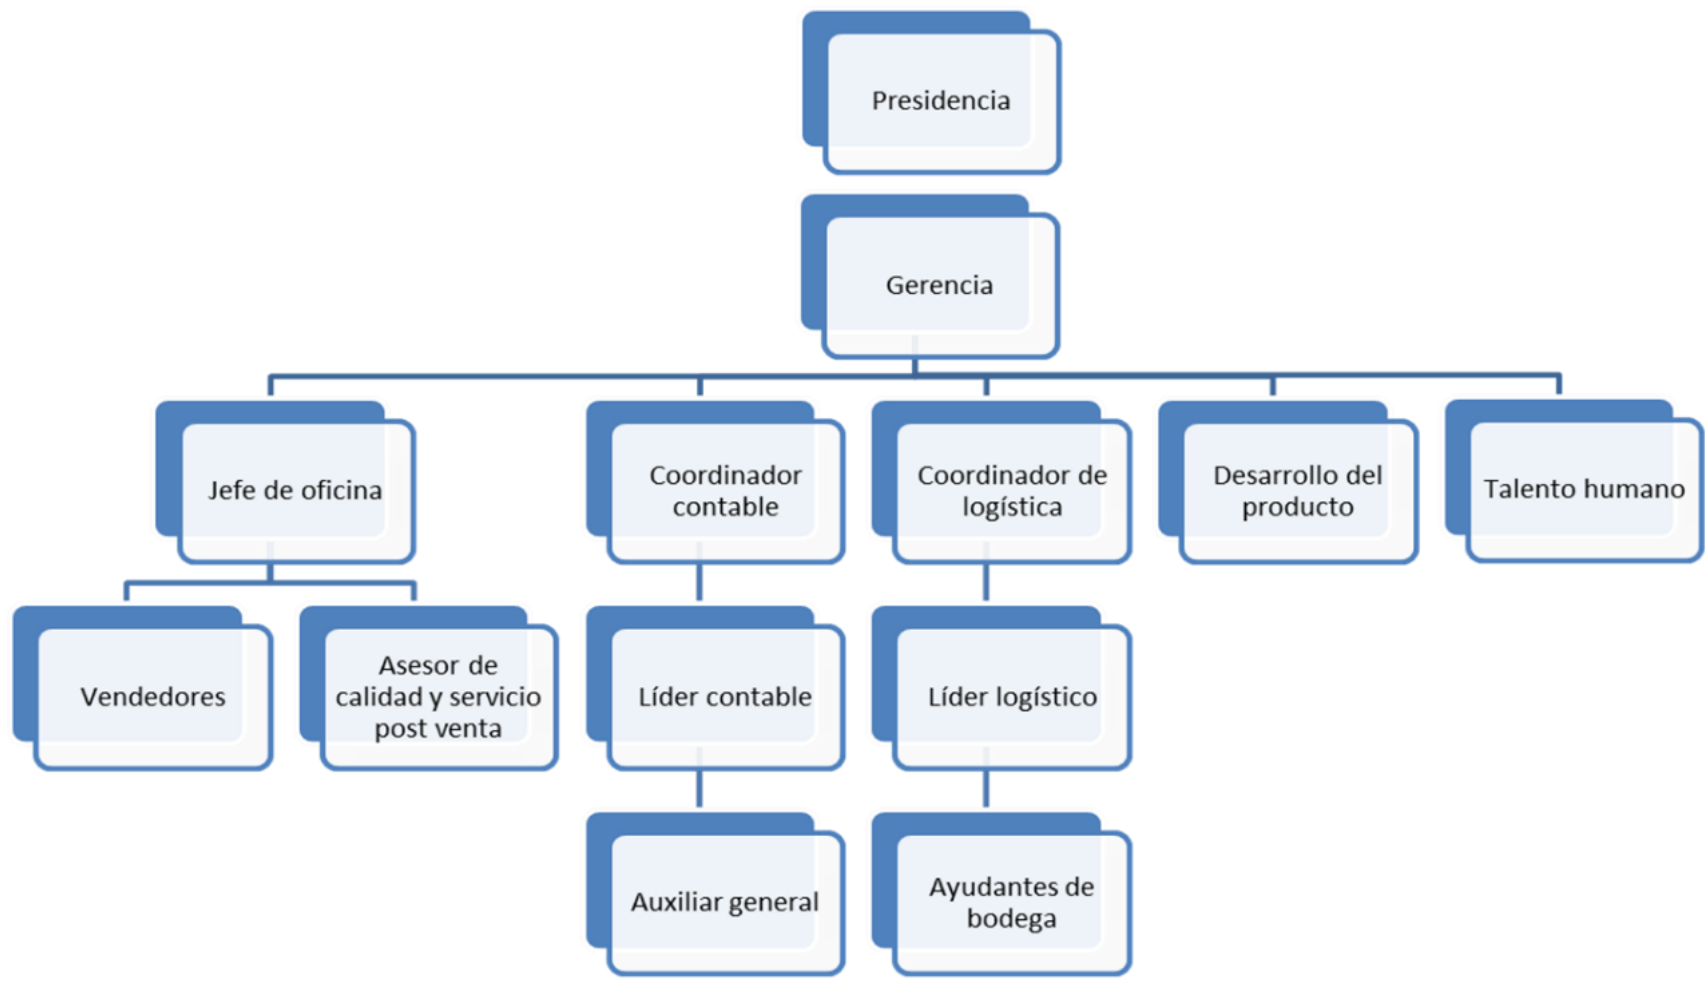 Presidencia
Gerencia
Jefe de oficina
Coordinador
contable
Coordinador de
logística
Desarrollo del
producto
Talento humano
Vendedores
Asesor de
calidad y servicio
post venta
Líder contable
Líder logístico
Auxiliar general
Ayudantes de
bodega